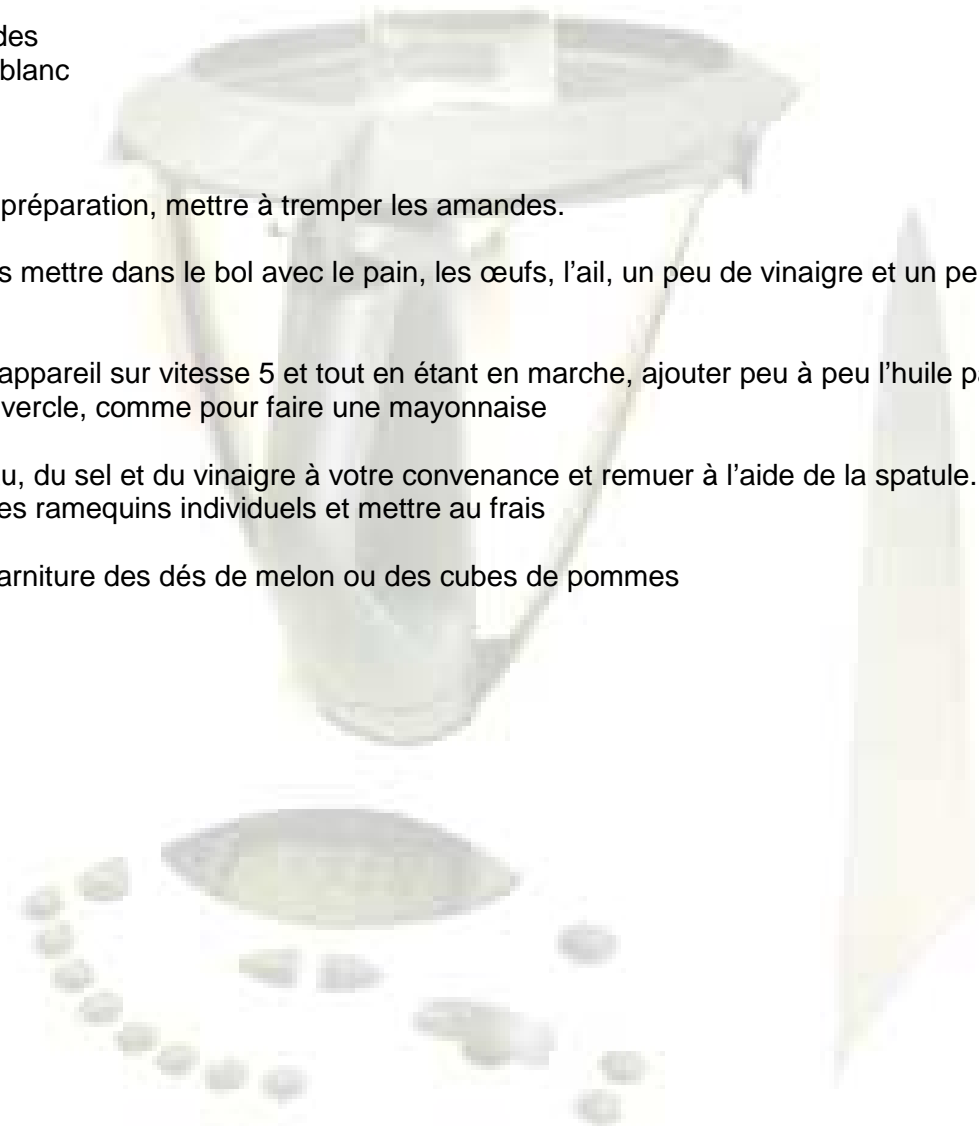 des
blanc
préparation, mettre à tremper les amandes.
s mettre dans le bol avec le pain, les œufs, l’ail, un peu de vinaigre et un pe
appareil sur vitesse 5 et tout en étant en marche, ajouter peu à peu l’huile pa
vercle, comme pour faire une mayonnaise
u, du sel et du vinaigre à votre convenance et remuer à l’aide de la spatule.
es ramequins individuels et mettre au frais
arniture des dés de melon ou des cubes de pommes